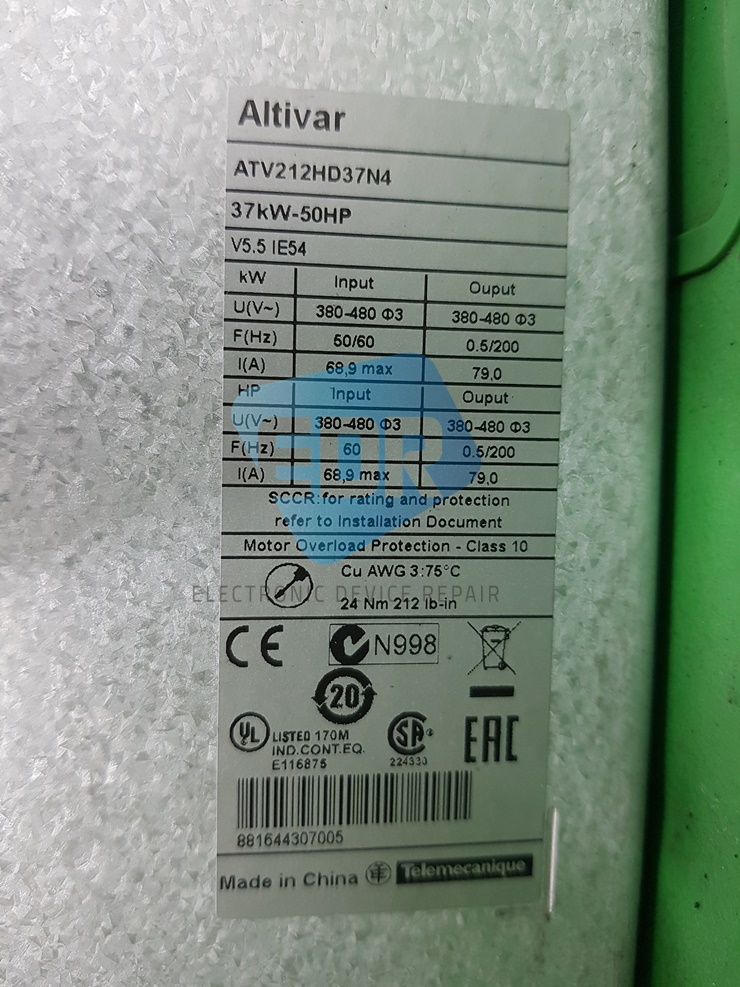 Altivar
ATV212HD37N4
37kW-50HP
V5.5 IE54
kW Input Ouput
U(V~) 380-480 Φ3 380-480 Φ3
F(Hz) 50/60 0.5/200
I(A) 68,9 max 79,0
HP Input Ouput
U(V~) 380-480 Φ3 380-480 Φ3
F(Hz) 60 0.5/200
I(A) 68,9 max 79,0
SCCR:for rating and protection
refer to Installation Document
Motor Overload Protection - Class 10
Cu AWG 3:75°C
24 Nm 212 lb-in
EDR
ELECTRONIC DEVICE REPAIR
CE N998
20
UL LISTED 170M
IND.CONT.EQ.
E116875
SA
224330
EAC
881644307005
Made in China Telemecanique